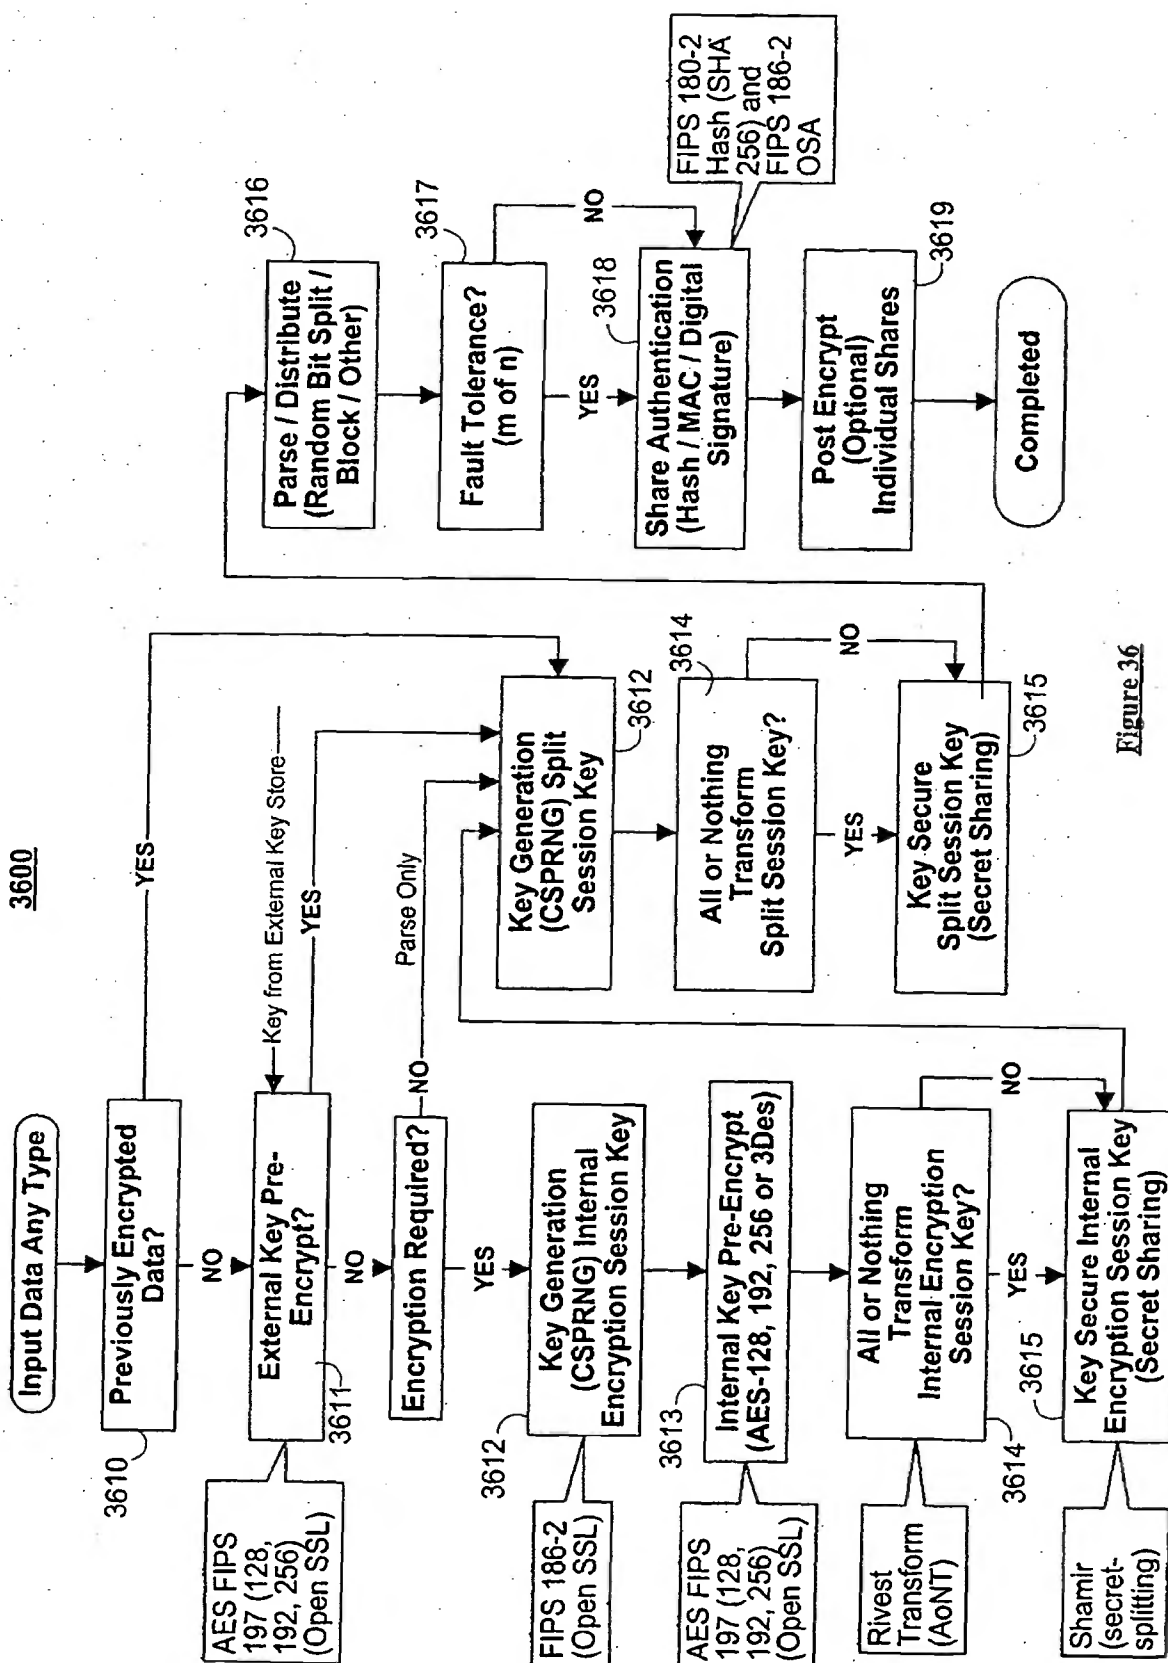 3600
Input Data Any Type
Previously Encrypted
Data?
3610
YES
NO
External Key Pre-
Encrypt?
3611
Key from External Key Store
YES
NO
AES FIPS
197 (128,
192, 256)
(Open SSL)
Encryption Required?
NO
Parse Only
YES
Key Generation
(CSPRNG) Internal
Encryption Session Key
3612
FIPS 186-2
(Open SSL)
Internal Key Pre-Encrypt
(AES-128, 192, 256 or 3Des)
3613
AES FIPS
197 (128,
192, 256)
(Open SSL)
All or Nothing
Transform
Internal Encryption
Session Key?
3614
NO
YES
Rivest
Transform
(AoNT)
Key Secure Internal
Encryption Session Key
(Secret Sharing)
3615
Shamir
(secret-
splitting)
Key Generation
(CSPRNG) Split
Session Key
3612
All or Nothing
Transform
Split Session Key?
3614
NO
YES
Key Secure
Split Session Key
(Secret Sharing)
3615
Parse / Distribute
(Random Bit Split /
Block / Other)
3616
Fault Tolerance?
(m of n)
3617
NO
YES
Share Authentication
(Hash / MAC / Digital
Signature)
3618
FIPS 180-2
Hash (SHA
256) and
FIPS 186-2
OSA
Post Encrypt
(Optional)
Individual Shares
3619
Completed
Figure 36